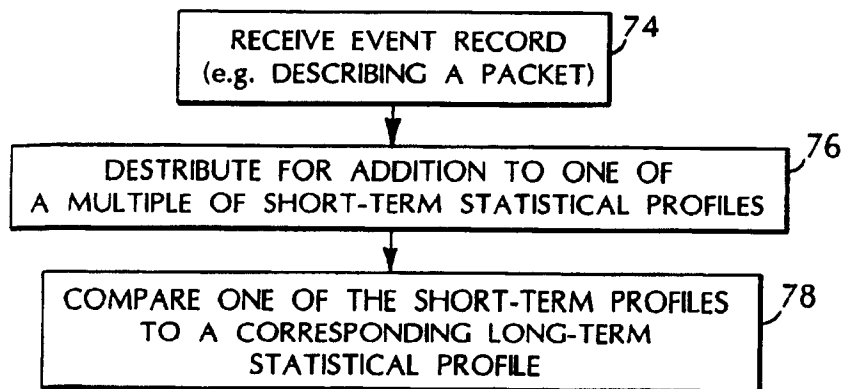 RECEIVE EVENT RECORD
(e.g. DESCRIBING A PACKET)
74
DESTRIBUTE FOR ADDITION TO ONE OF
A MULTIPLE OF SHORT-TERM STATISTICAL PROFILES
76
COMPARE ONE OF THE SHORT-TERM PROFILES
TO A CORRESPONDING LONG-TERM
STATISTICAL PROFILE
78